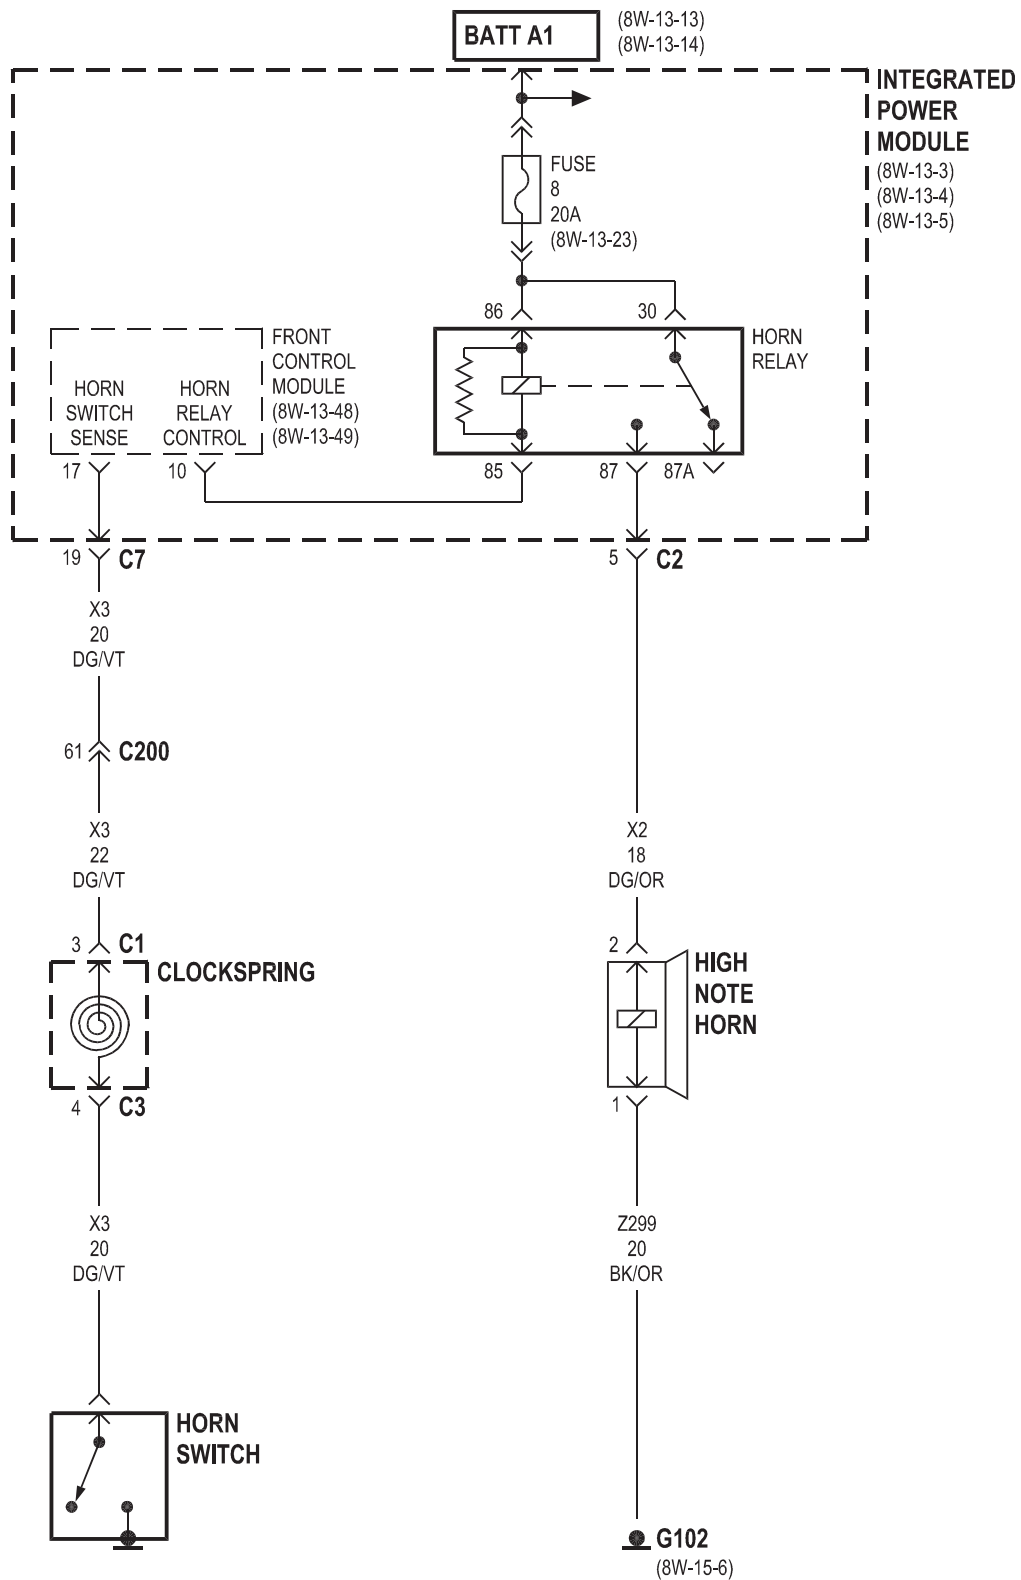 BATT A1
(8W-13-13)
(8W-13-14)
INTEGRATED
POWER
MODULE
(8W-13-3)
(8W-13-4)
(8W-13-5)
FUSE
8
20A
(8W-13-23)
86
30
HORN
RELAY
FRONT
CONTROL
MODULE
(8W-13-48)
(8W-13-49)
HORN
SWITCH
SENSE
HORN
RELAY
CONTROL
17
10
85
87
87A
19
C7
5
C2
X3
20
DG/VT
61
C200
X3
22
DG/VT
X2
18
DG/OR
3
C1
CLOCKSPRING
2
HIGH
NOTE
HORN
4
C3
1
X3
20
DG/VT
Z299
20
BK/OR
HORN
SWITCH
G102
(8W-15-6)